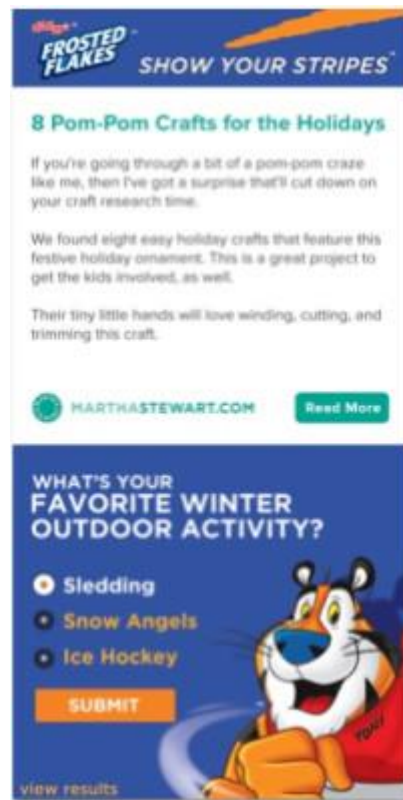 Kellogg's
FROSTED
FLAKES
SHOW YOUR STRIPES™
8 Pom-Pom Crafts for the Holidays
If you're going through a bit of a pom-pom craze
like me, then I've got a surprise that'll cut down on
your craft research time.
We found eight easy holiday crafts that feature this
festive holiday ornament. This is a great project to
get the kids involved, as well.
Their tiny little hands will love winding, cutting, and
trimming this craft.
MARTHASTEWART.COM
Read More
WHAT'S YOUR
FAVORITE WINTER
OUTDOOR ACTIVITY?
Sledding
Snow Angels
Ice Hockey
SUBMIT
TONY
view results